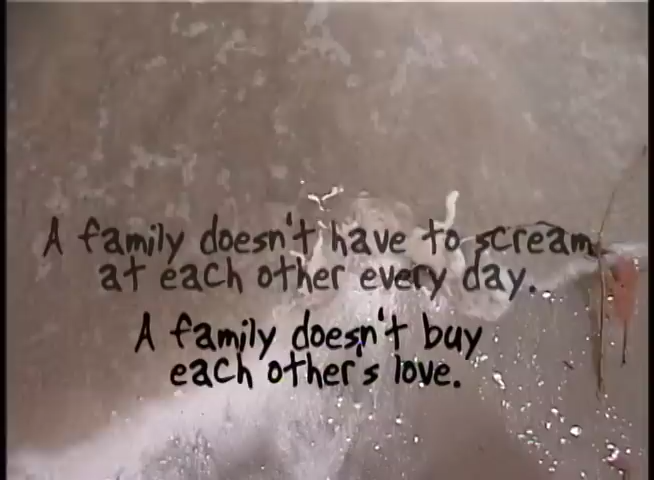 A family doesn't have to scream
at each other every day.
A family doesn't buy
each other's love.